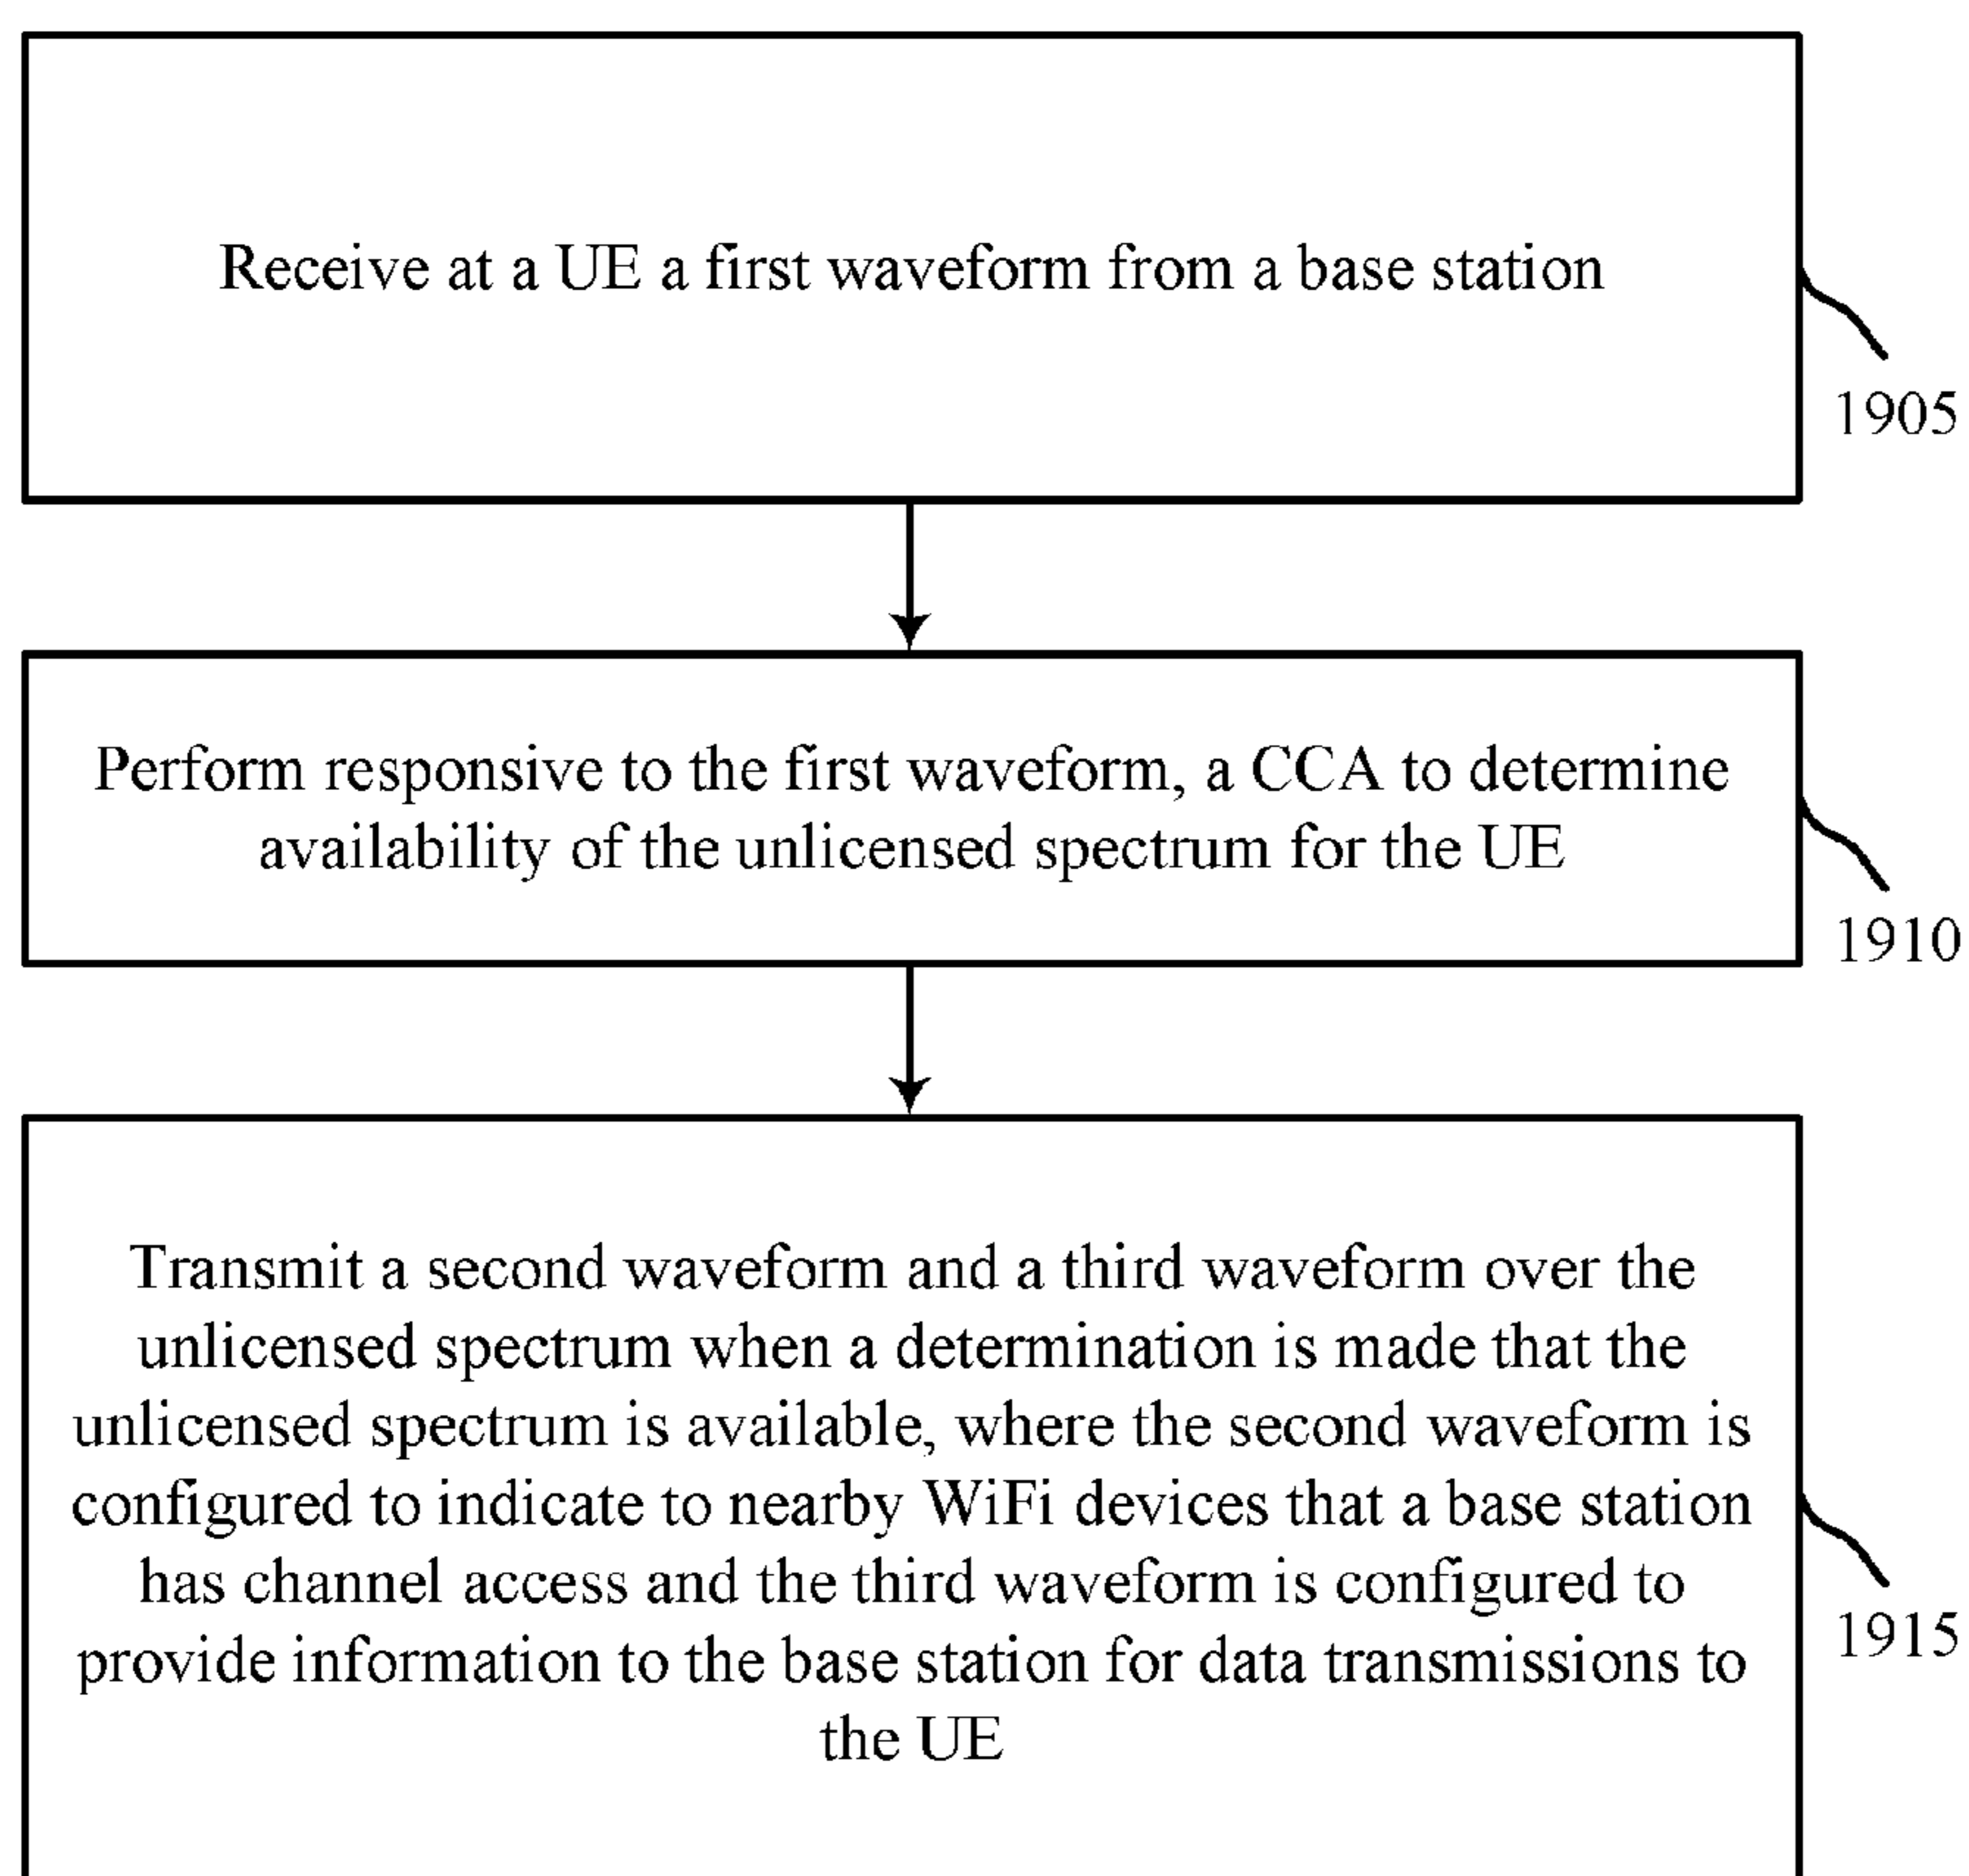 Receive at a UE a first waveform from a base station
1905
Perform responsive to the first waveform, a CCA to determine
availability of the unlicensed spectrum for the UE
1910
Transmit a second waveform and a third waveform over the
unlicensed spectrum when a determination is made that the
unlicensed spectrum is available, where the second waveform is
configured to indicate to nearby WiFi devices that a base station
has channel access and the third waveform is configured to
provide information to the base station for data transmissions to
the UE
1915